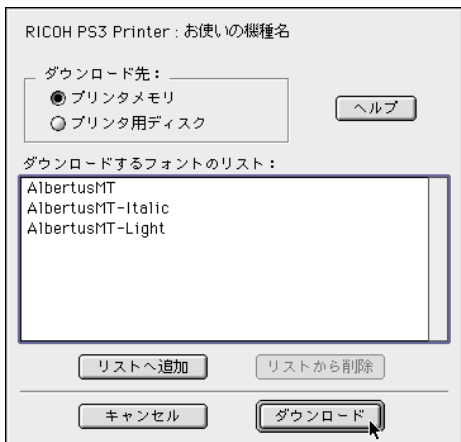 RICOH PS3 Printer : お使いの機種名
ダウンロード先：
プリンタメモリ
プリンタ用ディスク
ヘルプ
ダウンロードするフォントのリスト：
AlbertusMT
AlbertusMT-Italic
AlbertusMT-Light
リストへ追加
リストから削除
キャンセル
ダウンロード